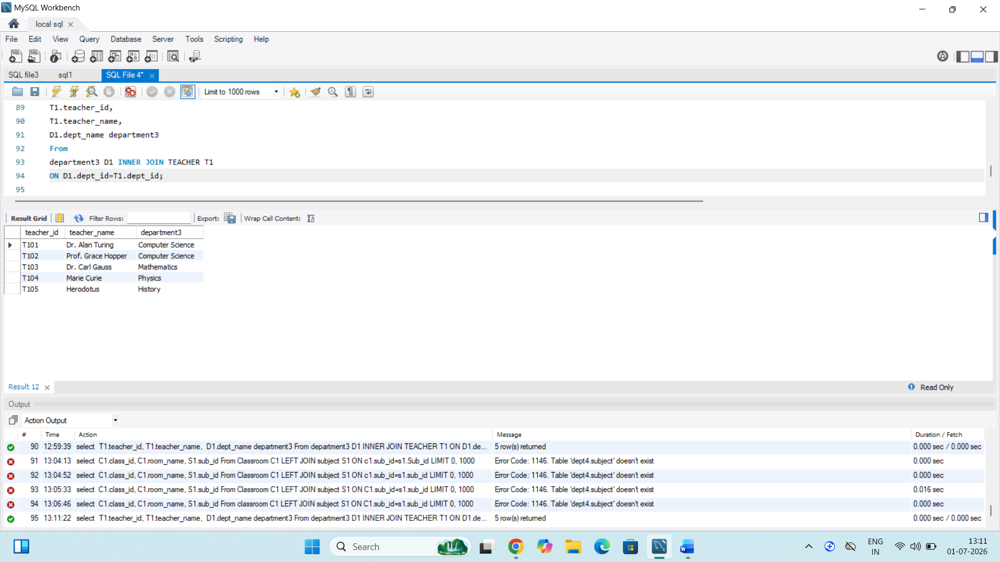 MySQL Workbench
local sql
File Edit View Query Database Server Tools Scripting Help
SQL file3 sql1 SQL File 4*
Limit to 1000 rows
89 T1.teacher_id,
90 T1.teacher_name,
91 D1.dept_name department3
92 From
93 department3 D1 INNER JOIN TEACHER T1
94 ON D1.dept_id=T1.dept_id;
95
Result Grid Filter Rows: Export: Wrap Cell Content:
teacher_id teacher_name department3
T101 Dr. Alan Turing Computer Science
T102 Prof. Grace Hopper Computer Science
T103 Dr. Carl Gauss Mathematics
T104 Marie Curie Physics
T105 Herodotus History
Result 12 Read Only
Output
Action Output
# Time Action Message Duration / Fetch
90 12:59:39 select T1.teacher_id, T1.teacher_name, D1.dept_name department3 From department3 D1 INNER JOIN TEACHER T1 ON D1.de... 5 row(s) returned 0.000 sec / 0.000 sec
91 13:04:13 select C1.class_id, C1.room_name, S1.sub_id From Classroom C1 LEFT JOIN subject S1 ON c1.sub_id=s1.Sub_id LIMIT 0, 1000 Error Code: 1146. Table 'dept4.subject' doesn't exist 0.000 sec
92 13:04:52 select C1.class_id, C1.room_name, S1.sub_id From Classroom C1 LEFT JOIN subject S1 ON c1.sub_id=s1.sub_id LIMIT 0, 1000 Error Code: 1146. Table 'dept4.subject' doesn't exist 0.000 sec
93 13:05:33 select C1.class_id, C1.room_name, S1.sub_id From Classroom C1 LEFT JOIN subject S1 ON C1.sub_id=s1.sub_id LIMIT 0, 1000 Error Code: 1146. Table 'dept4.subject' doesn't exist 0.016 sec
94 13:06:46 select C1.class_id, C1.room_name, S1.sub_id From classroom C1 LEFT JOIN subject S1 ON C1.sub_id=s1.sub_id LIMIT 0, 1000 Error Code: 1146. Table 'dept4.subject' doesn't exist 0.000 sec
95 13:11:22 select T1.teacher_id, T1.teacher_name, D1.dept_name department3 From department3 D1 INNER JOIN TEACHER T1 ON D1.de... 5 row(s) returned 0.000 sec / 0.000 sec
Search
ENG 13:11
IN 01-07-2026